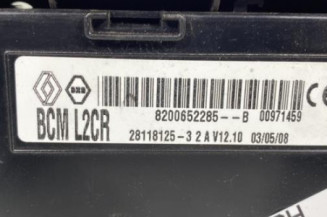 BCM L2CR
8200652285--B 00971459
28118125-3 2 A V12.10 03/05/08